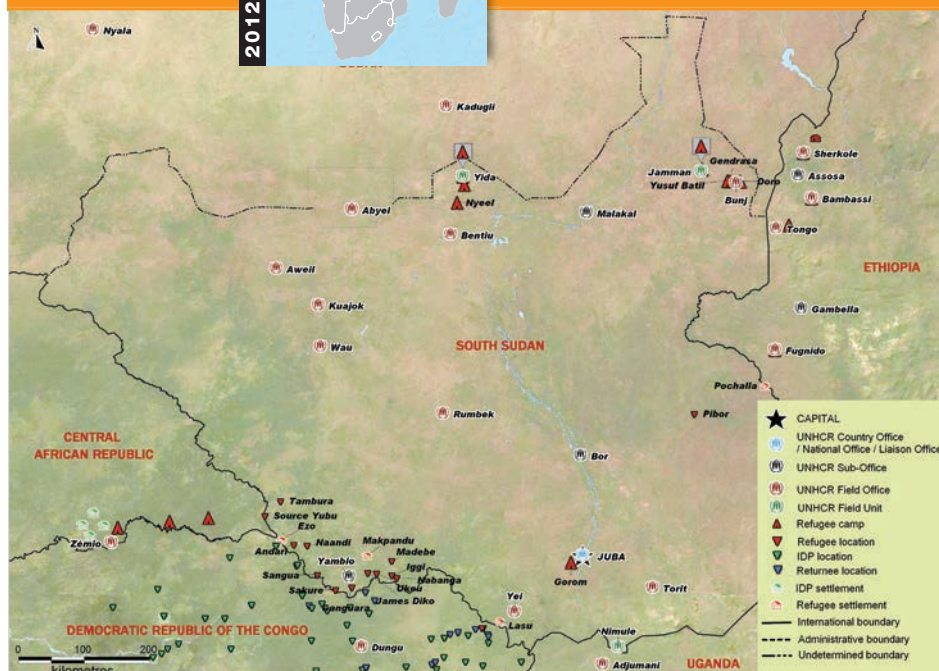 2012
N
Nyala
Kadugli
Yida
Nyeel
Abyei
Bentiu
Malakal
Jamman
Gendrasa
Yusuf Batil
Doro
Bunj
Sherkole
Assosa
Bambassi
Tongo
ETHIOPIA
Aweil
Kuajok
Wau
Gambella
SOUTH SUDAN
Fugnido
Pochalla
Pibor
Rumbek
CENTRAL
AFRICAN REPUBLIC
Bor
Tambura
Source Yubu
Ezo
Zémio
Andari
Naandi
Makpandu
Madebe
Yambio
Iggi
Sangua
Nabanga
Ukou
Sakure
James Diko
JUBA
Gorom
Torit
Yei
Lasu
Nimule
DEMOCRATIC REPUBLIC OF THE CONGO
Dungu
Adjumani
UGANDA
0 100 200
kilometres
CAPITAL
UNHCR Country Office
/ National Office / Liaison Office
UNHCR Sub-Office
UNHCR Field Office
UNHCR Field Unit
Refugee camp
Refugee location
IDP location
Returnee location
IDP settlement
Refugee settlement
International boundary
Administrative boundary
Undetermined boundary